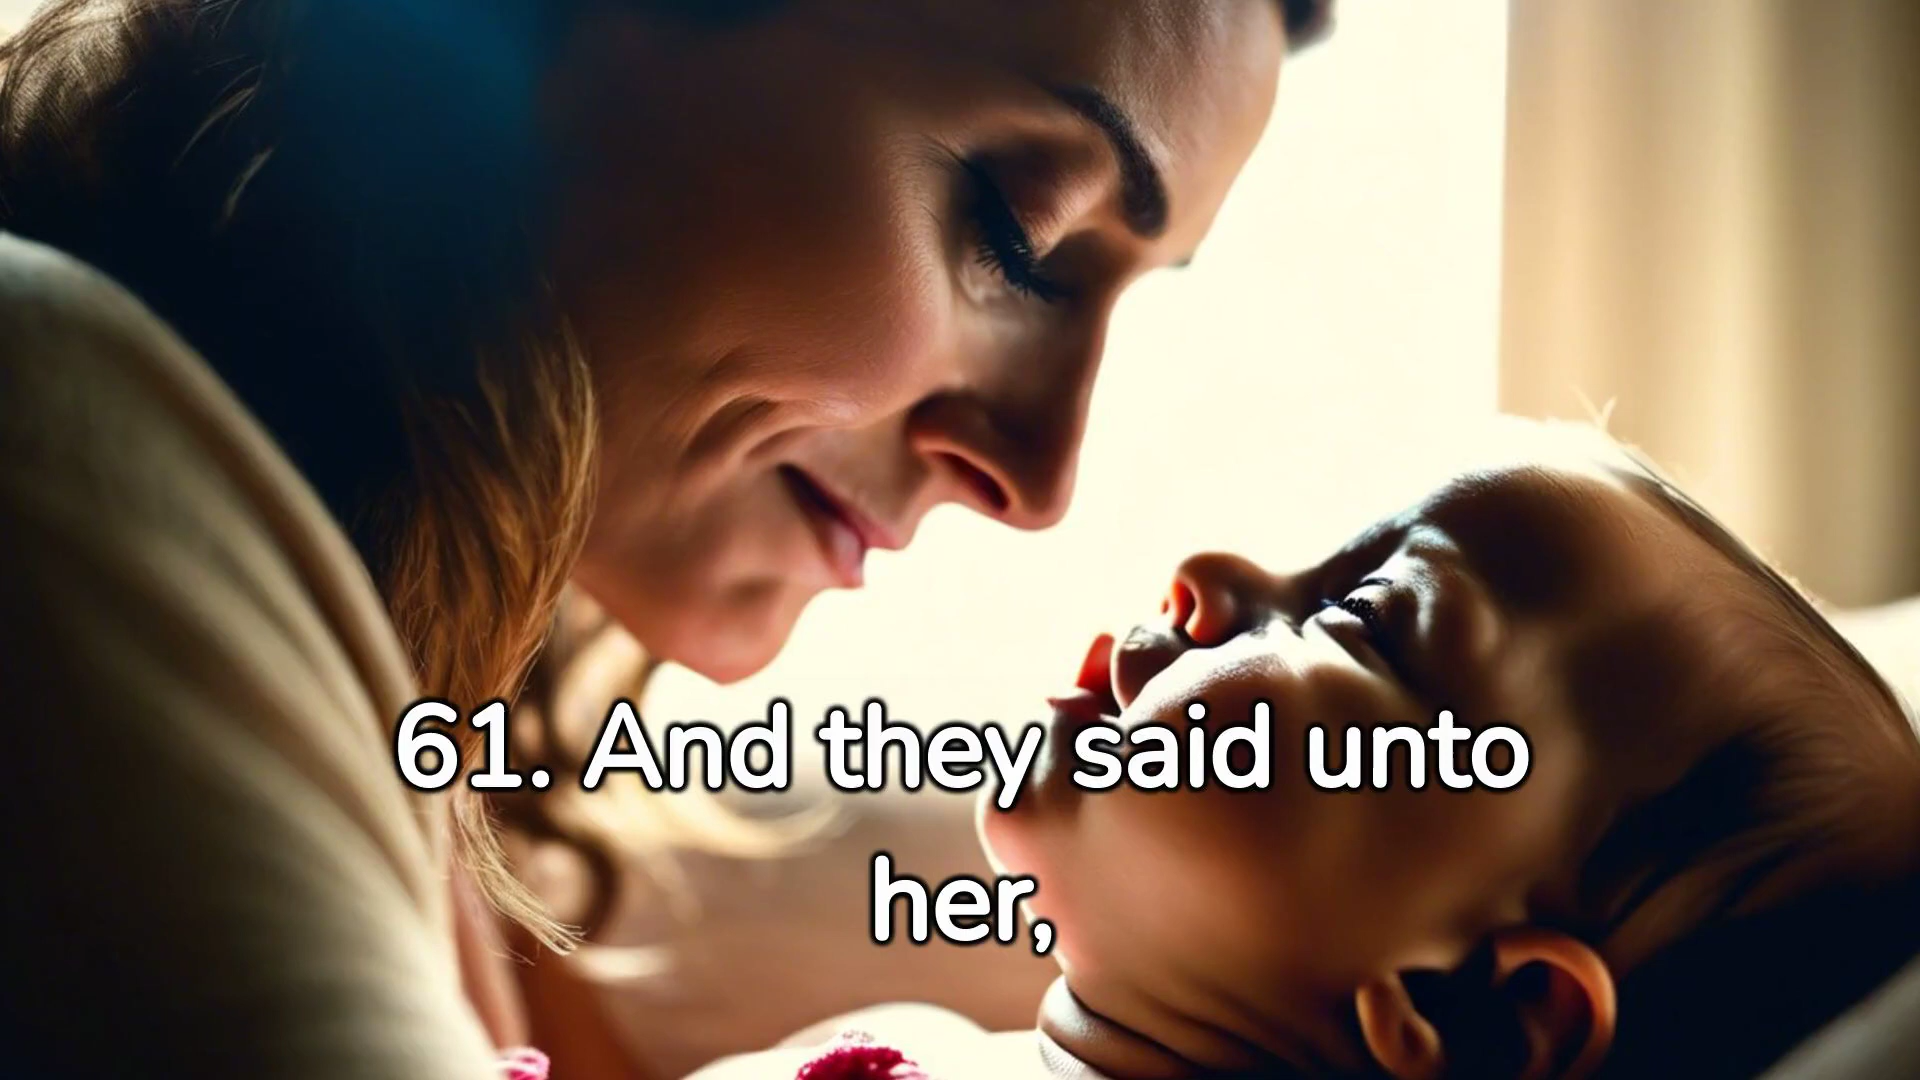 61. And they said unto
her,